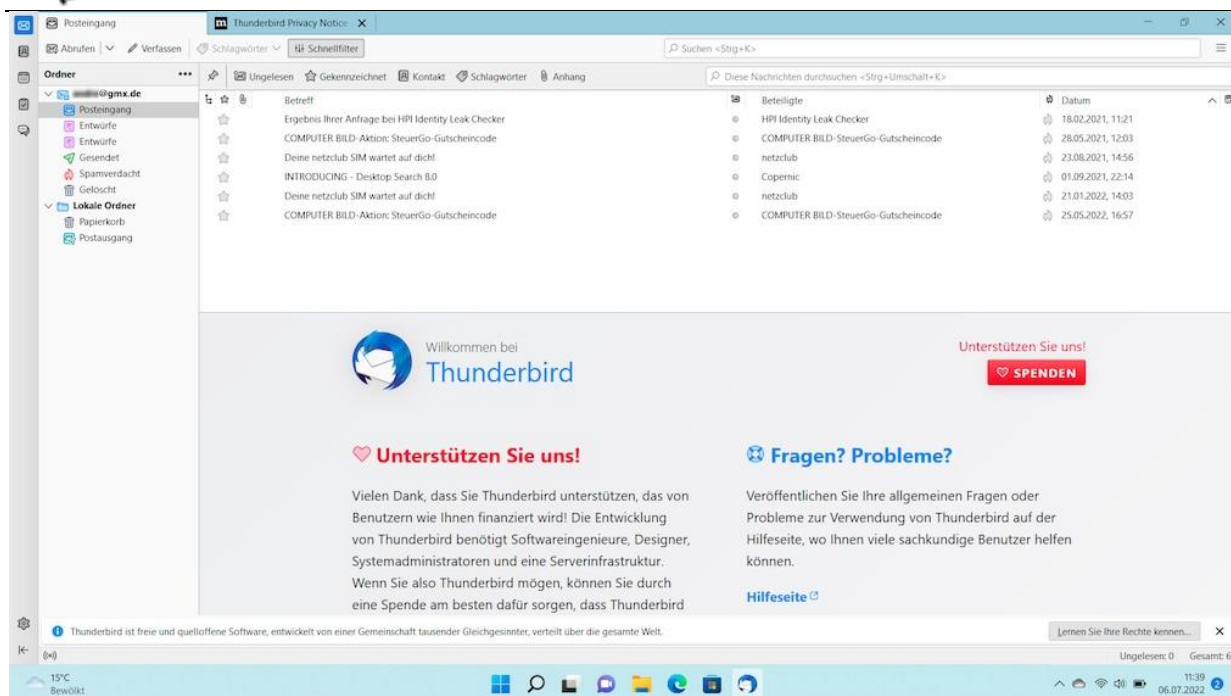 Posteingang
Thunderbird Privacy Notice
Abrufen
Verfassen
Schlagwörter
Schnellfilter
Suchen <Strg+K>
Ordner
Ungelesen
Gekennzeichnet
Kontakt
Schlagwörter
Anhang
Diese Nachrichten durchsuchen <Strg+Umschalt+K>
@gmx.de
Posteingang
Entwürfe
Entwürfe
Gesendet
Spamverdacht
Gelöscht
Lokale Ordner
Papierkorb
Postausgang
Betreff Beteiligte Datum
Ergebnis Ihrer Anfrage bei HPI Identity Leak Checker HPI Identity Leak Checker 18.02.2021, 11:21
COMPUTER BILD-Aktion: SteuerGo-Gutscheincode COMPUTER BILD-SteuerGo-Gutscheincode 28.05.2021, 12:03
Deine netzclub SIM wartet auf dich! netzclub 23.08.2021, 14:56
INTRODUCING - Desktop Search 8.0 Copernic 01.09.2021, 22:14
Deine netzclub SIM wartet auf dich! netzclub 21.01.2022, 14:03
COMPUTER BILD-Aktion: SteuerGo-Gutscheincode COMPUTER BILD-SteuerGo-Gutscheincode 25.05.2022, 16:57
Willkommen bei
Thunderbird
Unterstützen Sie uns!
SPENDEN
Unterstützen Sie uns!
Vielen Dank, dass Sie Thunderbird unterstützen, das von
Benutzern wie Ihnen finanziert wird! Die Entwicklung
von Thunderbird benötigt Softwareingenieure, Designer,
Systemadministratoren und eine Serverinfrastruktur.
Wenn Sie also Thunderbird mögen, können Sie durch
eine Spende am besten dafür sorgen, dass Thunderbird
Fragen? Probleme?
Veröffentlichen Sie Ihre allgemeinen Fragen oder
Probleme zur Verwendung von Thunderbird auf der
Hilfeseite, wo Ihnen viele sachkundige Benutzer helfen
können.
Hilfeseite
Thunderbird ist freie und quelloffene Software, entwickelt von einer Gemeinschaft tausender Gleichgesinnter, verteilt über die gesamte Welt.
Lernen Sie Ihre Rechte kennen...
Ungelesen: 0 Gesamt: 6
15°C
Bewölkt
11:39
06.07.2022
2